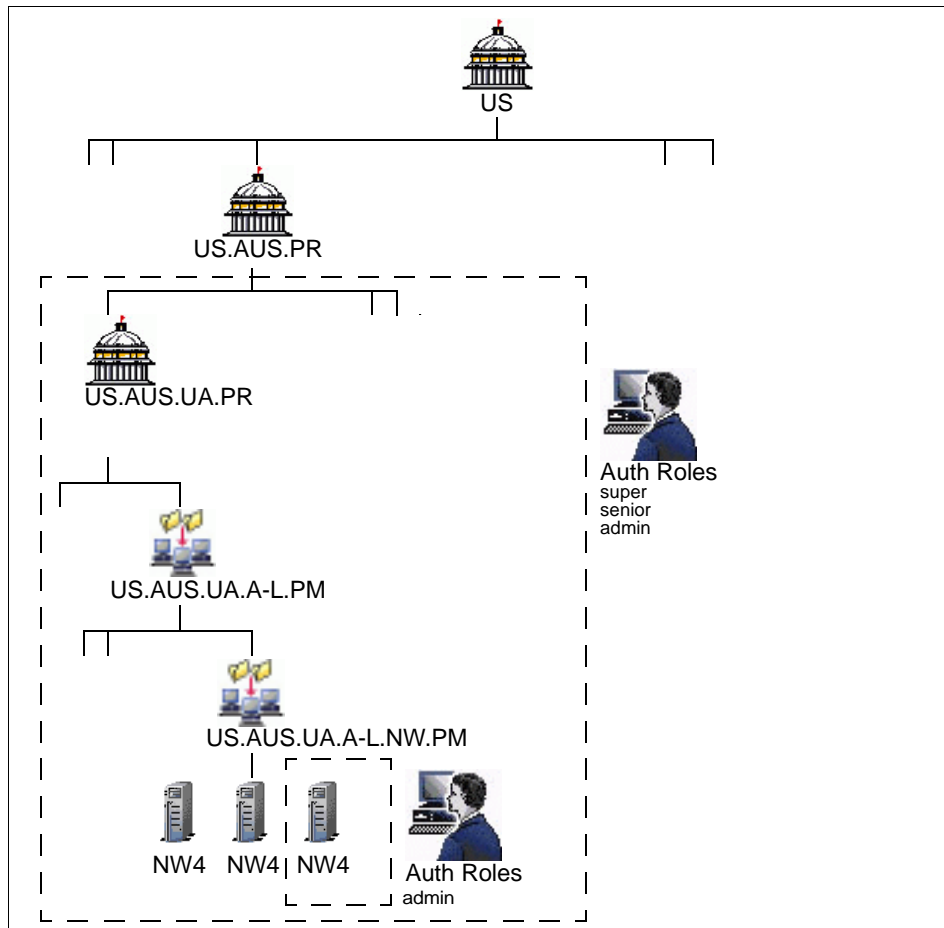 US
US.AUS.PR
US.AUS.UA.PR
Auth Roles
super
senior
admin
US.AUS.UA.A-L.PM
US.AUS.UA.A-L.NW.PM
NW4 NW4 NW4
Auth Roles
admin